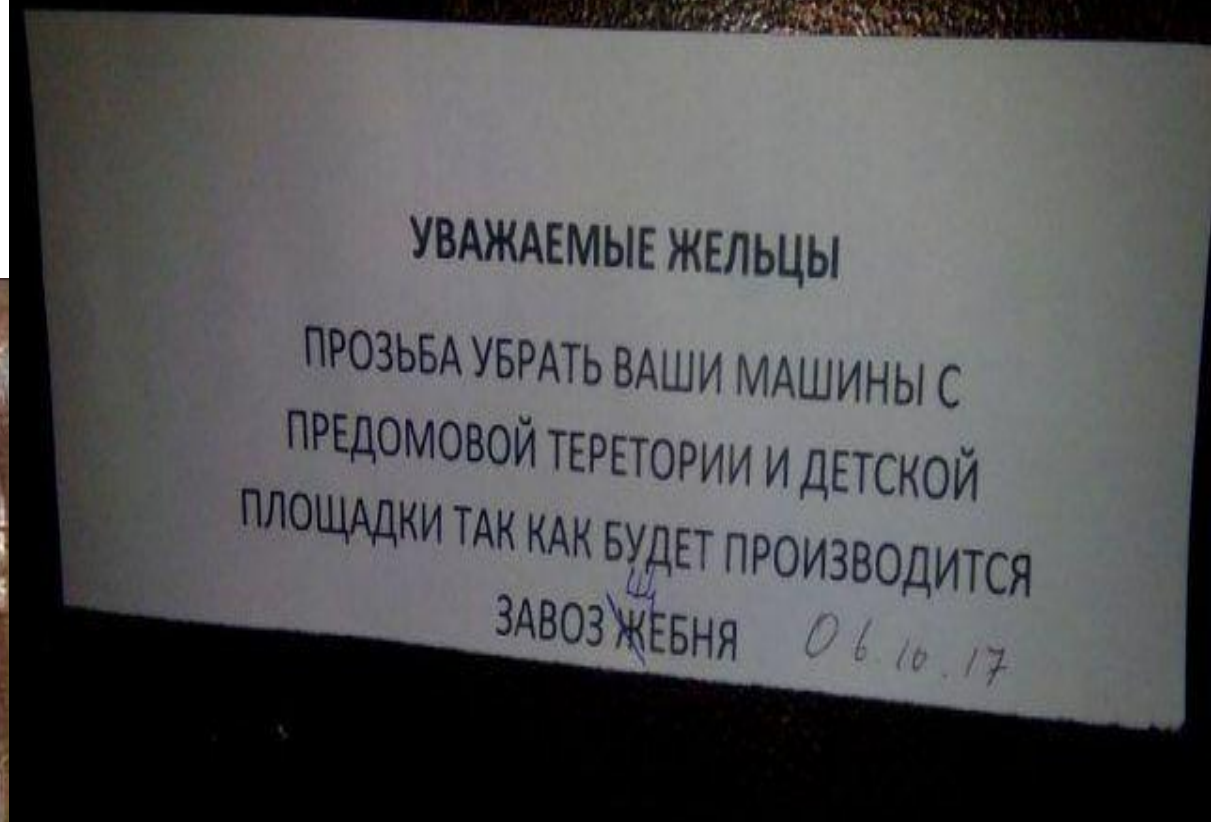 УВАЖАЕМЫЕ ЖЕЛЬЦЫ
ПРОЗЬБА УБРАТЬ ВАШИ МАШИНЫ С
ПРЕДОМОВОЙ ТЕРЕТОРИИ И ДЕТСКОЙ
ПЛОЩАДКИ ТАК КАК БУДЕТ ПРОИЗВОДИТСЯ
Щ
ЗАВОЗ ЖЕБНЯ 06.10.17